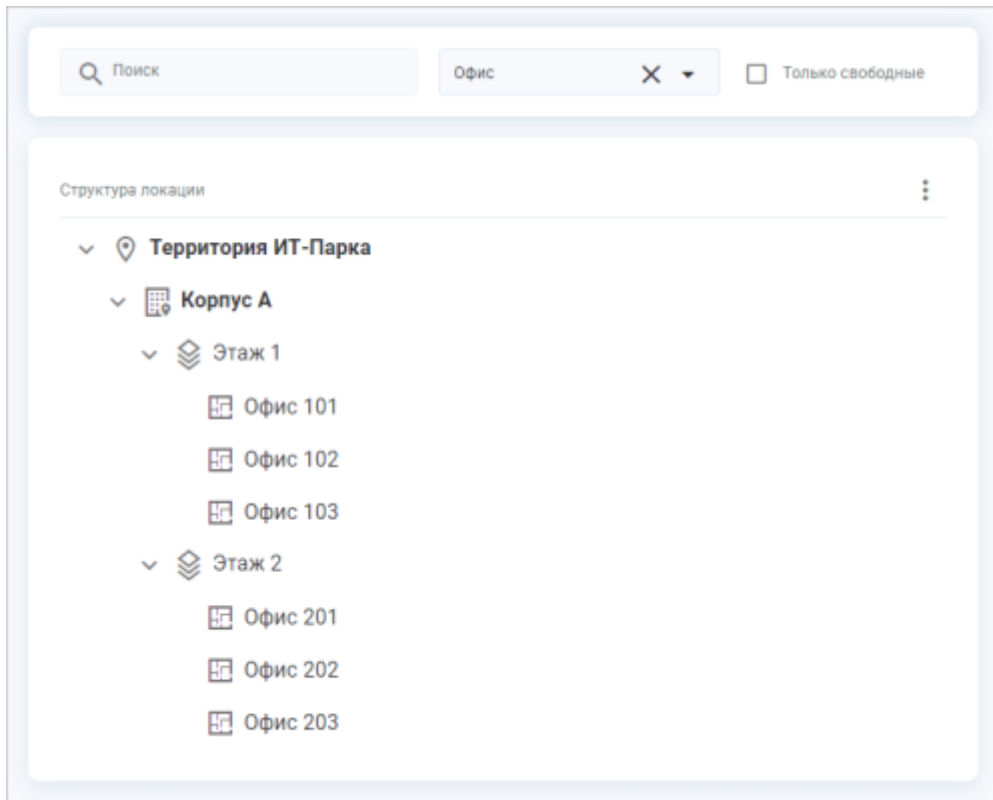 Поиск
Офис
Только свободные
Структура локации
Территория ИТ-Парка
Корпус А
Этаж 1
Офис 101
Офис 102
Офис 103
Этаж 2
Офис 201
Офис 202
Офис 203